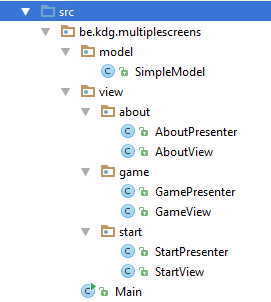 src
be.kdg.multiplescreens
model
SimpleModel
view
about
AboutPresenter
AboutView
game
GamePresenter
GameView
start
StartPresenter
StartView
Main